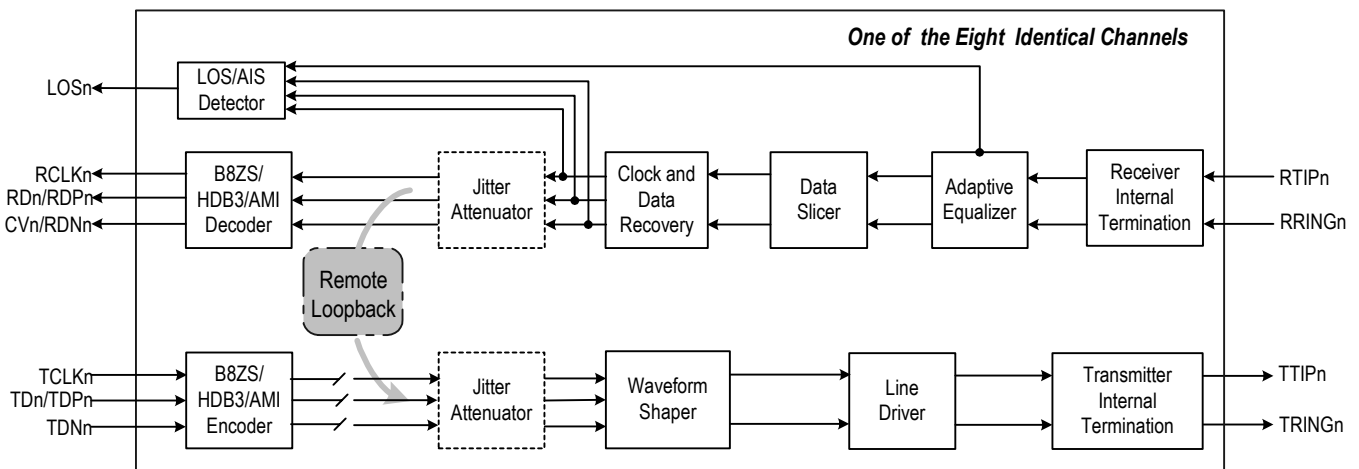 One of the Eight Identical Channels
LOSn
LOS/AIS
Detector
RCLKn
RDn/RDPn
CVn/RDNn
B8ZS/
HDB3/AMI
Decoder
Jitter
Attenuator
Clock and
Data
Recovery
Data
Slicer
Adaptive
Equalizer
Receiver
Internal
Termination
RTIPn
RRINGn
Remote
Loopback
TCLKn
TDn/TDPn
TDNn
B8ZS/
HDB3/AMI
Encoder
Jitter
Attenuator
Waveform
Shaper
Line
Driver
Transmitter
Internal
Termination
TTIPn
TRINGn